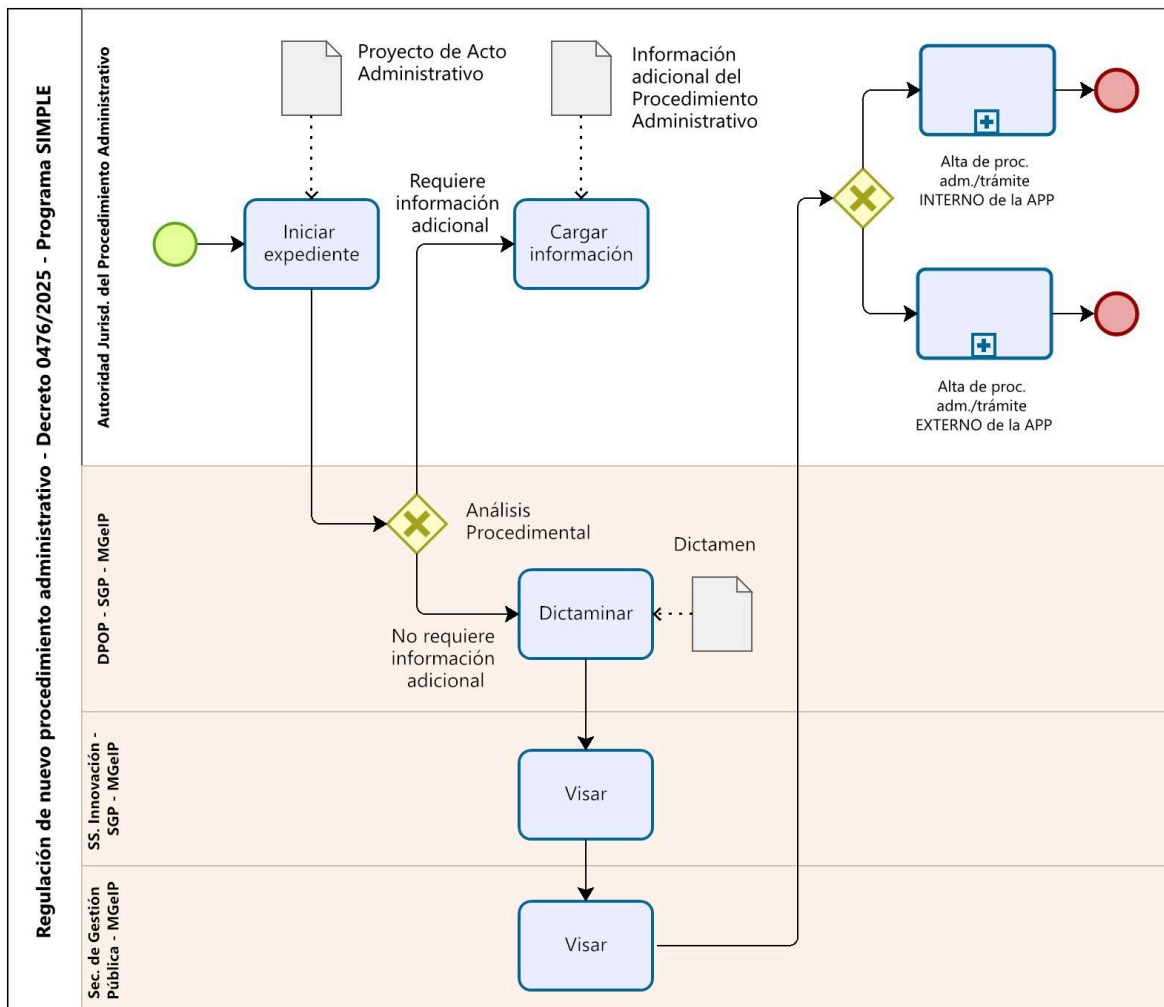 Regulación de nuevo procedimiento administrativo - Decreto 0476/2025 - Programa SIMPLE
Autoridad Jurisd. del Procedimiento Administrativo
Proyecto de Acto
Administrativo
Información
adicional del
Procedimiento
Administrativo
Iniciar
expediente
Requiere
información
adicional
Cargar
información
Alta de proc.
adm./trámite
INTERNO de la APP
Alta de proc.
adm./trámite
EXTERNO de la APP
DPOP - SGP - MGeIP
Análisis
Procedimental
Dictamen
Dictaminar
No requiere
información
adicional
SS. Innovación -
SGP - MGeIP
Visar
Sec. de Gestión
Pública - MGeIP
Visar